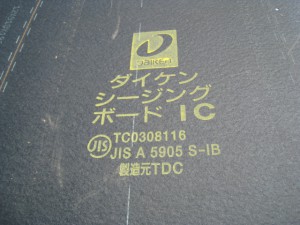 DAIKEN
ダイケン
シージング
ボード IC
TC0308116
JIS JIS A 5905 S-IB
製造元TDC